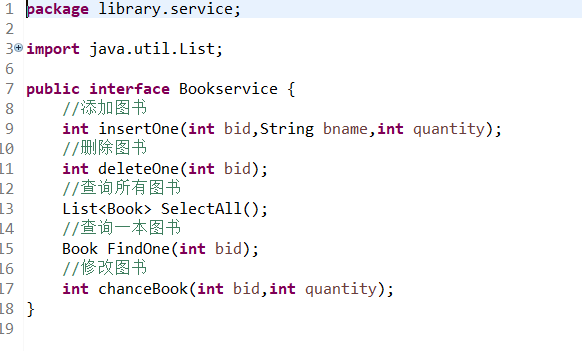 1 package library.service;
2
3 import java.util.List;
6
7 public interface Bookservice {
8 //添加图书
9 int insertOne(int bid,String bname,int quantity);
10 //删除图书
11 int deleteOne(int bid);
12 //查询所有图书
13 List<Book> SelectAll();
14 //查询一本图书
15 Book FindOne(int bid);
16 //修改图书
17 int chanceBook(int bid,int quantity);
18 }
19